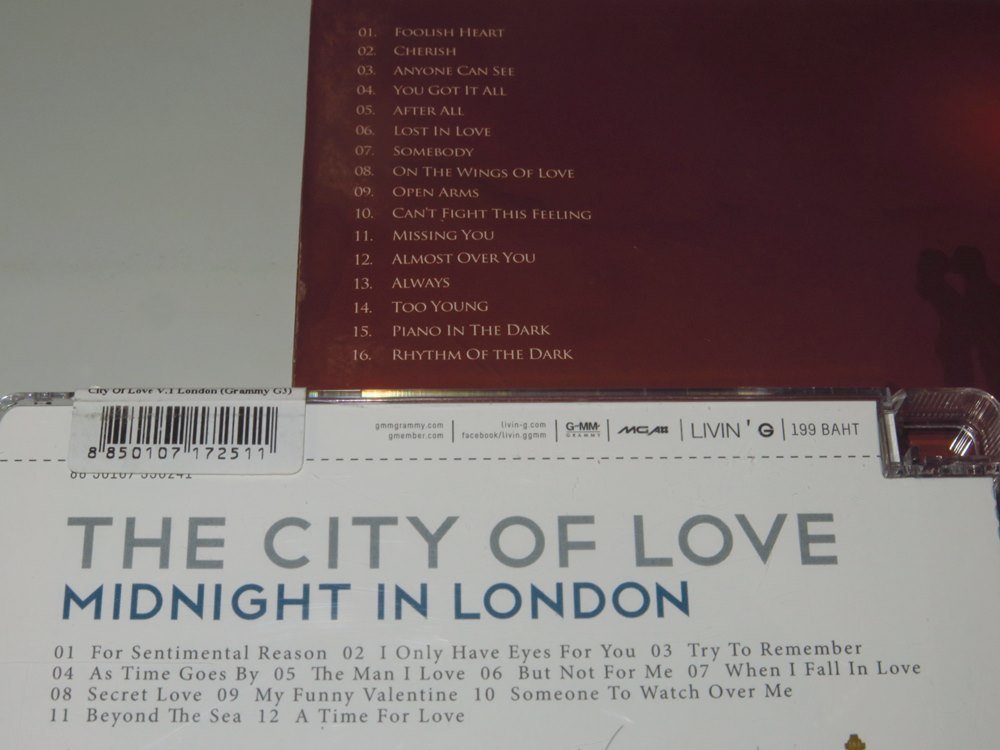 01. FOOLISH HEART
02. CHERISH
03. ANYONE CAN SEE
04. YOU GOT IT ALL
05. AFTER ALL
06. LOST IN LOVE
07. SOMEBODY
08. ON THE WINGS OF LOVE
09. OPEN ARMS
10. CAN'T FIGHT THIS FEELING
11. MISSING YOU
12. ALMOST OVER YOU
13. ALWAYS
14. TOO YOUNG
15. PIANO IN THE DARK
16. RHYTHM OF THE DARK
City Of Love V.1 London (Grammy G3)
8 850107 172511
gmmgrammy.com
gmember.com
livin-g.com
facebook/livin.ggmm
G-MM'
GRAMMY
MGA
LIVIN ' G
199 BAHT
THE CITY OF LOVE
MIDNIGHT IN LONDON
01 For Sentimental Reason 02 I Only Have Eyes For You 03 Try To Remember
04 As Time Goes By 05 The Man I Love 06 But Not For Me 07 When I Fall In Love
08 Secret Love 09 My Funny Valentine 10 Someone To Watch Over Me
11 Beyond The Sea 12 A Time For Love